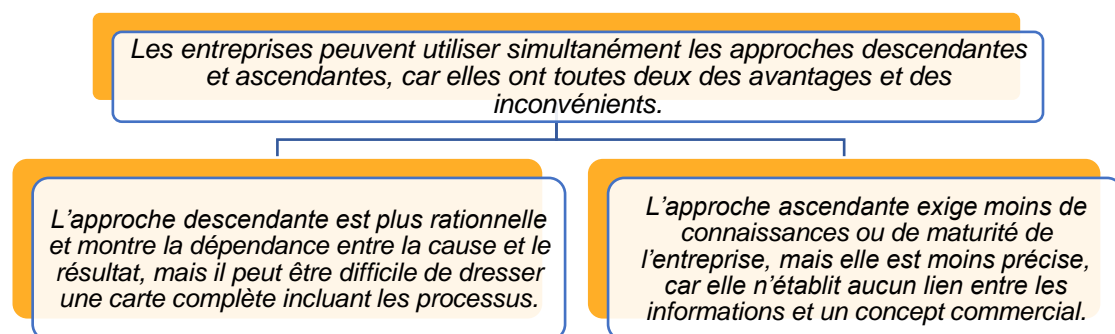 Les entreprises peuvent utiliser simultanément les approches descendantes
et ascendantes, car elles ont toutes deux des avantages et des
inconvénients.
L’approche descendante est plus rationnelle
et montre la dépendance entre la cause et le
résultat, mais il peut être difficile de dresser
une carte complète incluant les processus.
L’approche ascendante exige moins de
connaissances ou de maturité de
l’entreprise, mais elle est moins précise,
car elle n’établit aucun lien entre les
informations et un concept commercial.